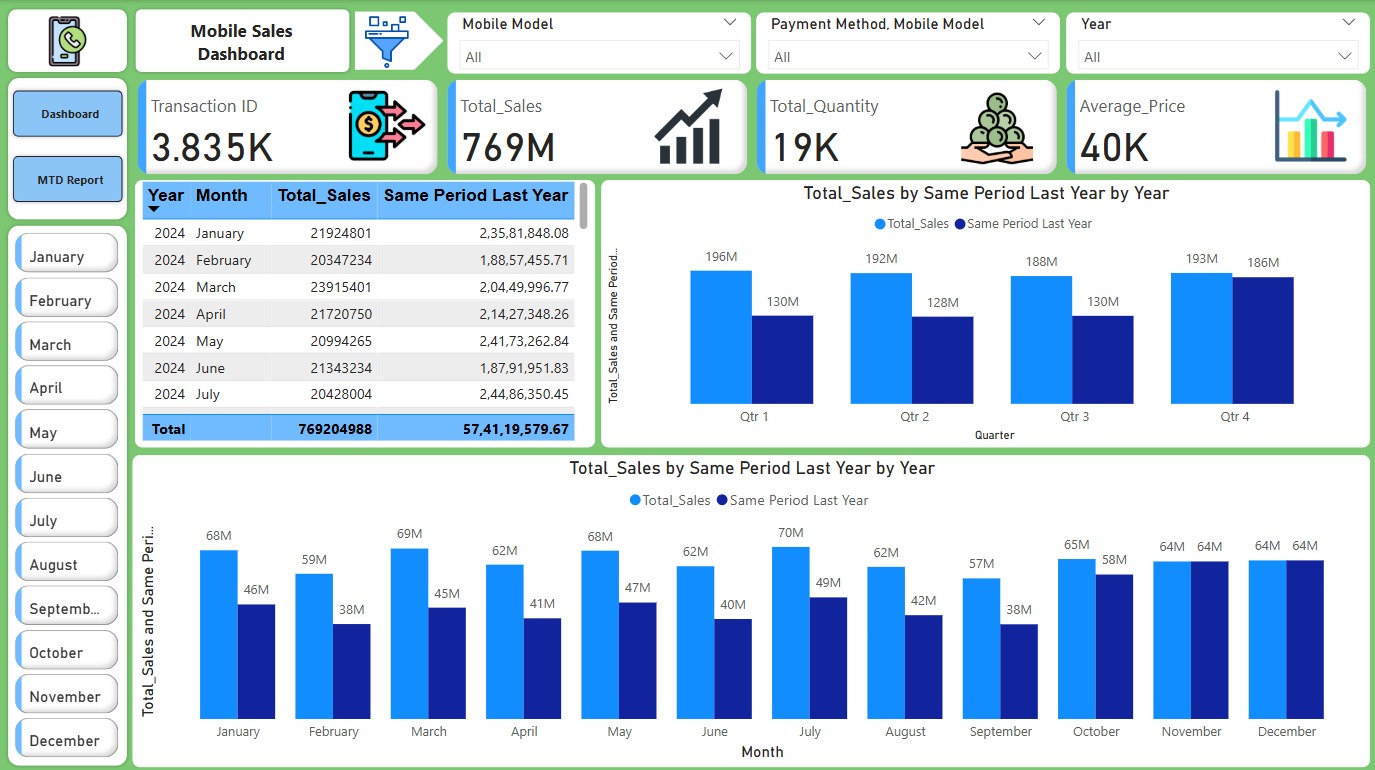 Mobile Sales
Dashboard
Mobile Model
All
Payment Method, Mobile Model
All
Year
All
Dashboard
MTD Report
Transaction ID
3.835K
Total_Sales
769M
Total_Quantity
19K
Average_Price
40K
January
February
March
April
May
June
July
August
Septemb...
October
November
December
Year Month Total_Sales Same Period Last Year
2024 January 21924801 2,35,81,848.08
2024 February 20347234 1,88,57,455.71
2024 March 23915401 2,04,49,996.77
2024 April 21720750 2,14,27,348.26
2024 May 20994265 2,41,73,262.84
2024 June 21343234 1,87,91,951.83
2024 July 20428004 2,44,86,350.45
Total 769204988 57,41,19,579.67
Total_Sales by Same Period Last Year by Year
Total_Sales Same Period Last Year
Total_Sales and Same Period...
196M 130M 192M 128M 188M 130M 193M 186M
Qtr 1 Qtr 2 Qtr 3 Qtr 4
Quarter
Total_Sales by Same Period Last Year by Year
Total_Sales Same Period Last Year
Total_Sales and Same Peri...
68M 46M 59M 38M 69M 45M 62M 41M 68M 47M 62M 40M 70M 49M 62M 42M 57M 38M 65M 58M 64M 64M 64M 64M
January February March April May June July August September October November December
Month